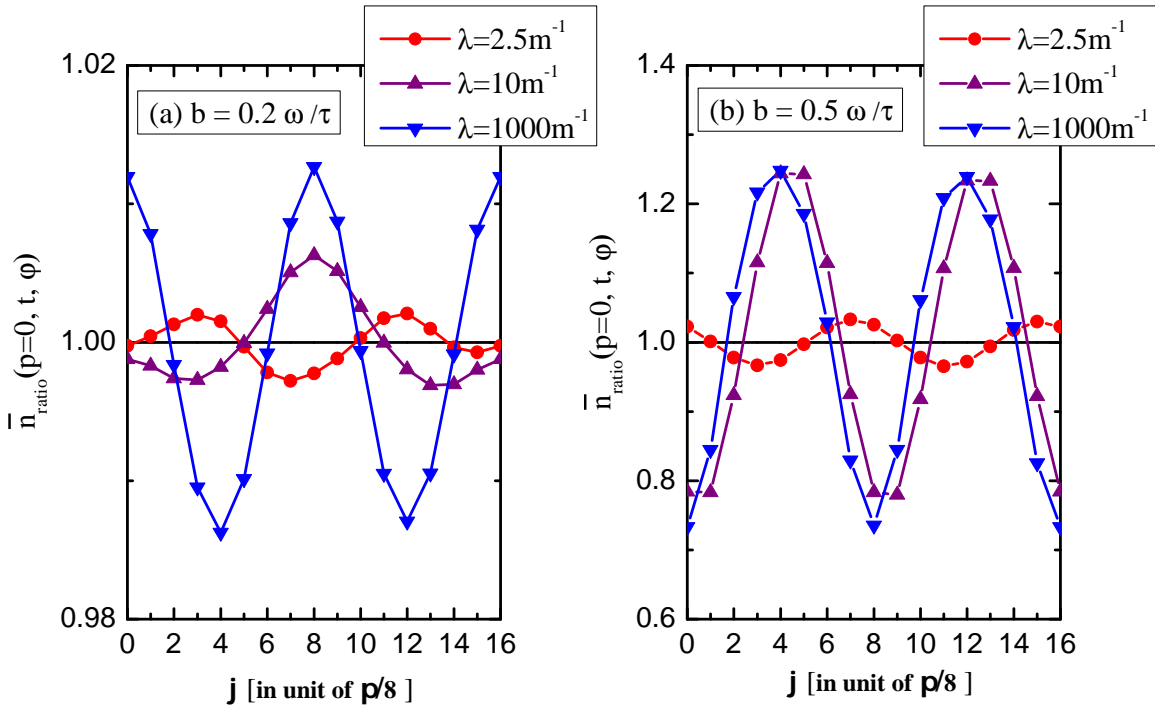 λ=2.5m⁻¹
λ=10m⁻¹
λ=1000m⁻¹
(a) b = 0.2 ω/τ
1.02
1.00
0.98
n̅ratio(p=0, t, φ)
0 2 4 6 8 10 12 14 16
j [in unit of p/8 ]
λ=2.5m⁻¹
λ=10m⁻¹
λ=1000m⁻¹
(b) b = 0.5 ω/τ
1.4
1.2
1.0
0.8
0.6
n̅ratio(p=0, t, φ)
0 2 4 6 8 10 12 14 16
j [in unit of p/8 ]